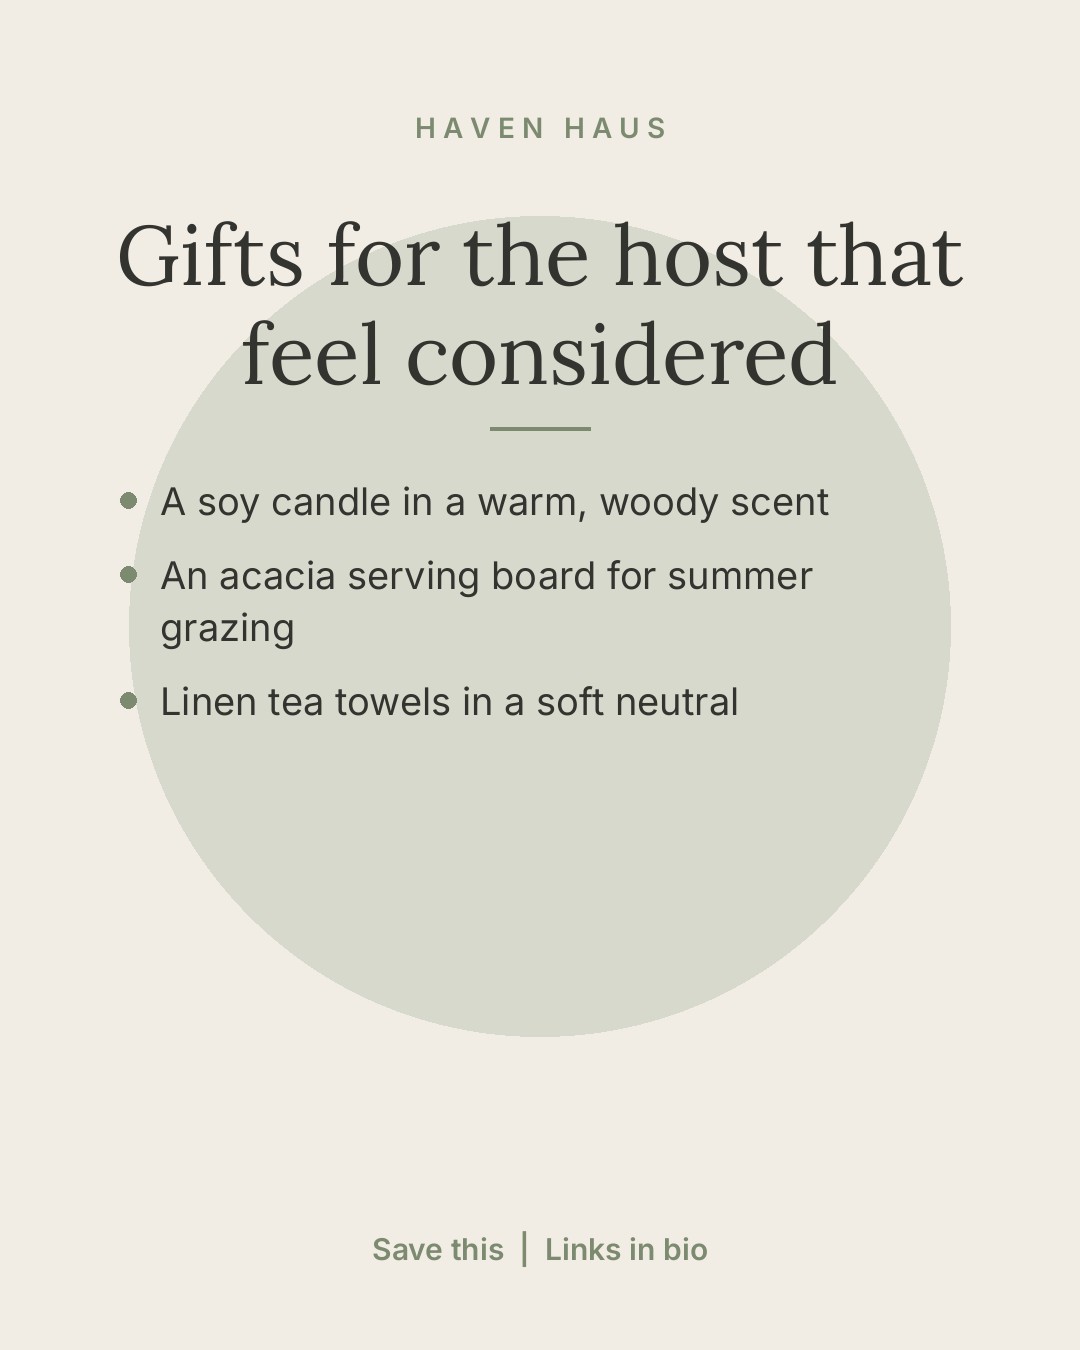 HAVEN HAUS
Gifts for the host that
feel considered
A soy candle in a warm, woody scent
An acacia serving board for summer
grazing
Linen tea towels in a soft neutral
Save this | Links in bio